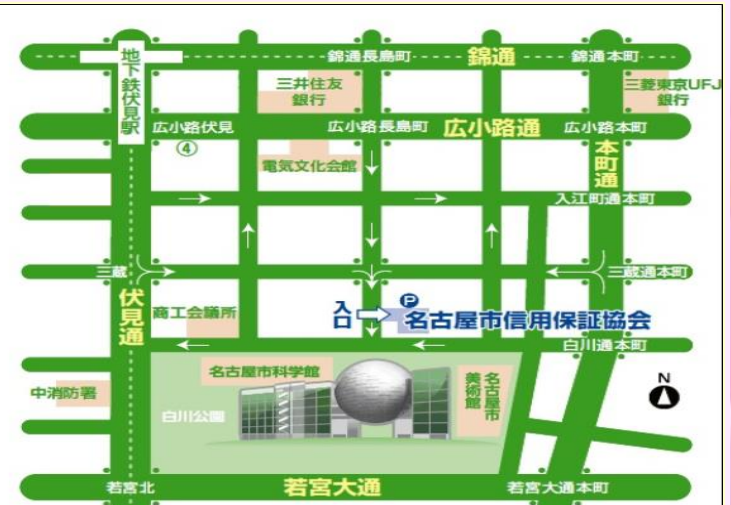 地下鉄伏見駅
錦通長島町
錦通
錦通本町
三井住友
銀行
三菱東京UFJ
銀行
広小路伏見
広小路長島町
広小路通
広小路本町
④
電気文化会館
本町通
入江町通本町
三蔵
三蔵通本町
伏見通
商工会議所
入口
P
名古屋市信用保証協会
白川通本町
名古屋市科学館
名古屋市
美術館
中消防署
白川公園
N
若宮北
若宮大通
若宮大通本町